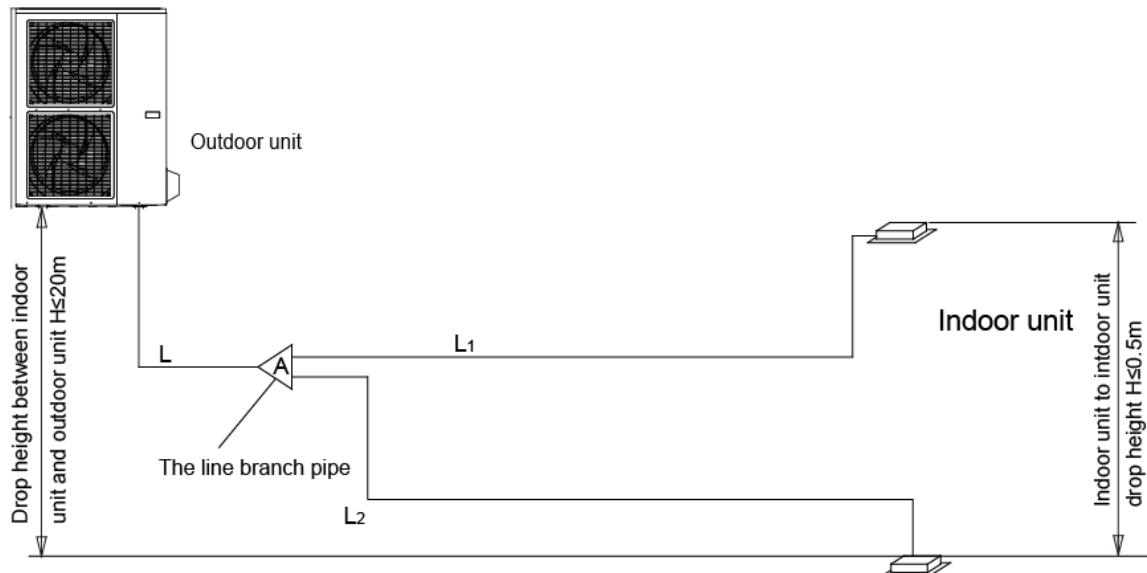 Outdoor unit
Drop height between indoor
unit and outdoor unit H≤20m
L
A
L1
Indoor unit
Indoor unit to intdoor unit
drop height H≤0.5m
The line branch pipe
L2